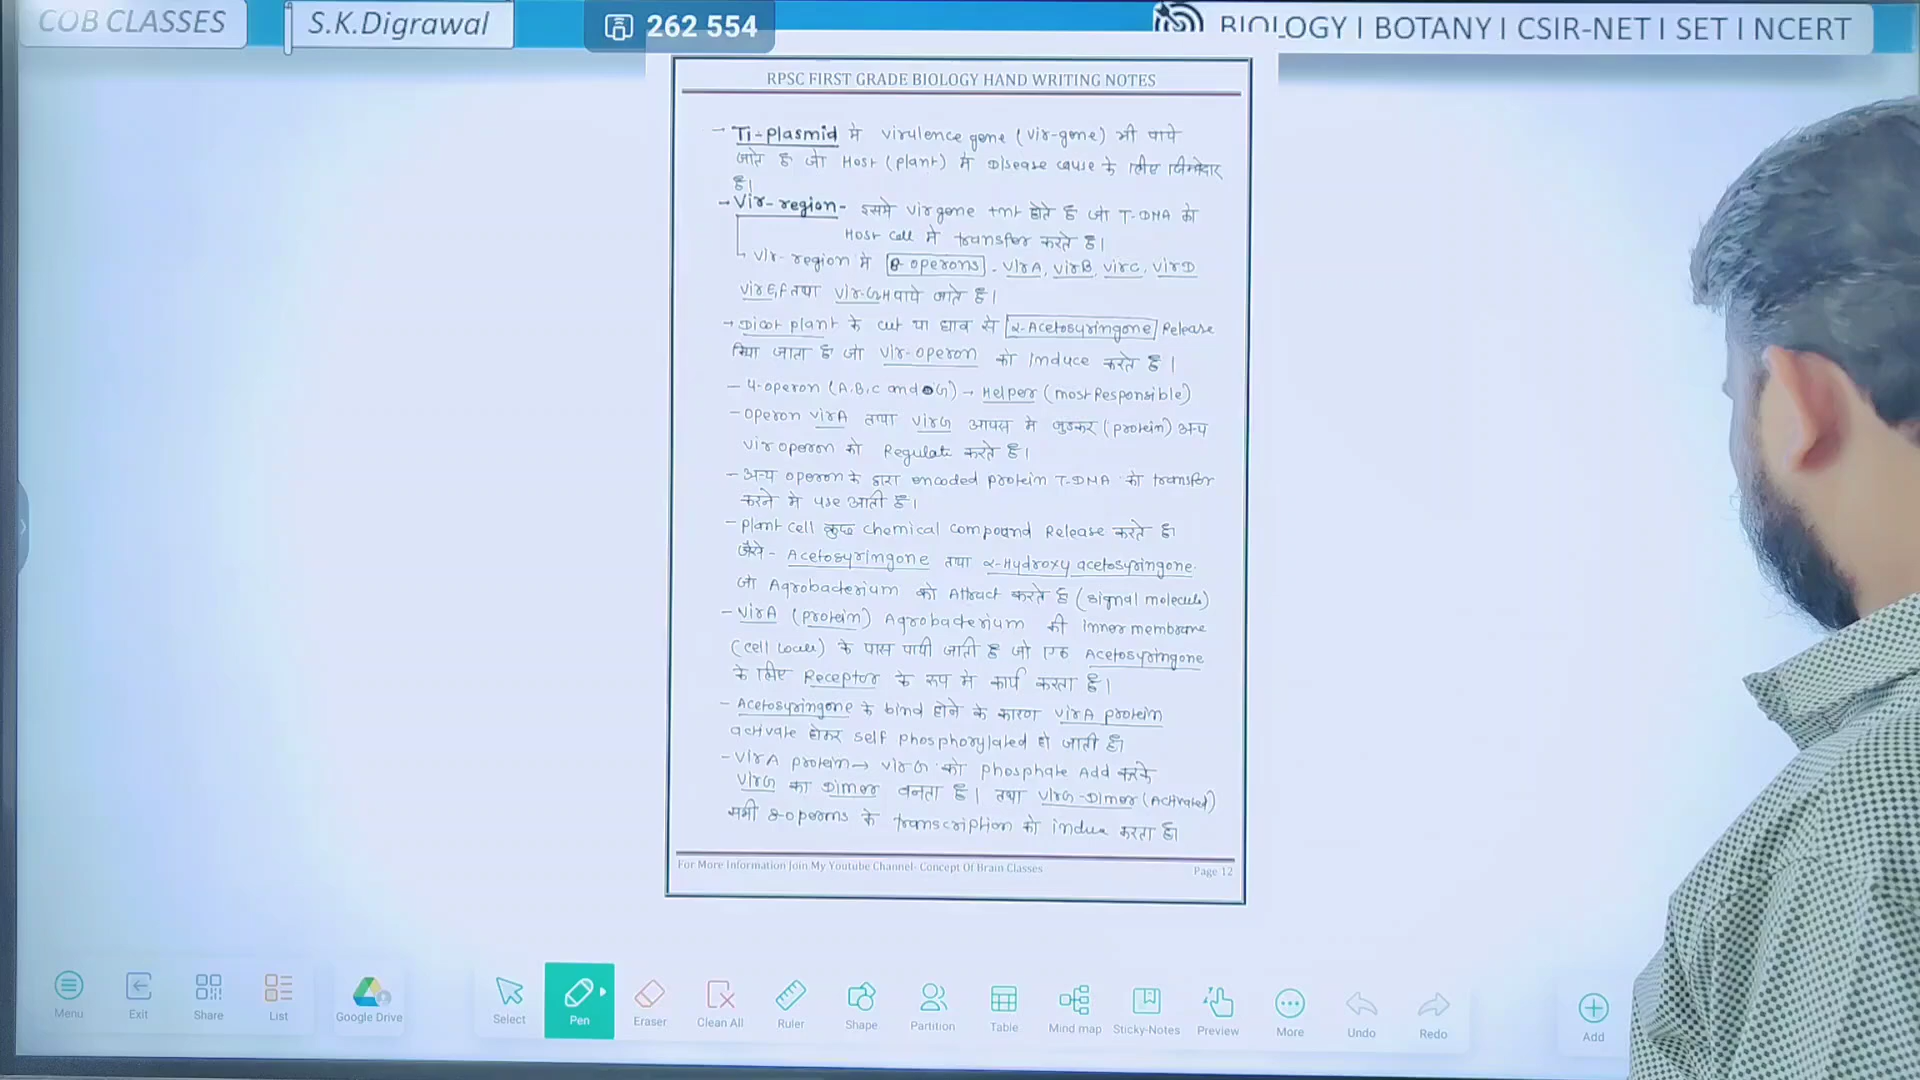 COB CLASSES
S.K.Digrawal
262 554
BIOLOGY I BOTANY I CSIR-NET I SET I NCERT
RPSC FIRST GRADE BIOLOGY HAND WRITING NOTES
→ Ti-plasmid मे virulence gene (vir-gene) भी पाये
जाते है जो Host (plant) मे Disease cause के लिए जिम्मेदार
है।
- Vir-region- इसमे vir gene +nt होते है जो T-DNA को
Host cell मे transfer करते है।
vir-region मे 8-operons - VirA, VirB, VirC, VirD
VirE,F तथा Vir-G,H पाये जाते है।
→ Dicot plant के cut या घाव से α-Acetosyringone Release
किया जाता है जो vir-operon को induce करते है।
- 4-operon (A,B,C and G) → Helper (most Responsible)
- operon virA तथा virG आपस मे जुडकर (protein) अन्य
vir operon को Regulate करते है।
- अन्य operon के द्वारा encoded protein T-DNA को transfer
करने मे use आती है।
- Plant cell कुछ chemical compound Release करते है
जैसे - Acetosyringone तथा α-Hydroxy acetosyringone
जो Agrobacterium को Attract करते है (signal molecule)
- VirA (protein) Agrobacterium की inner membrane
के पास पायी जाती है जो एक Acetosyringone
के लिए Receptor के रूप मे कार्य करता है।
- Acetosyringone के bind होने के कारण virA protein
activate होकर self phosphorylated हो जाती है।
- VirA protein → virG को phosphate Add करके
VirG का Dimer बनता है। तथा VirG-Dimer (Activated)
सभी 8-operons के transcription को induce करता है।
For More Information Join My Youtube Channel- Concept Of Brain Classes
Page 12
Menu
Exit
Share
List
Google Drive
Select
Pen
Eraser
Clean All
Ruler
Shape
Partition
Table
Mind map
Sticky-Notes
Preview
More
Undo
Redo
Add